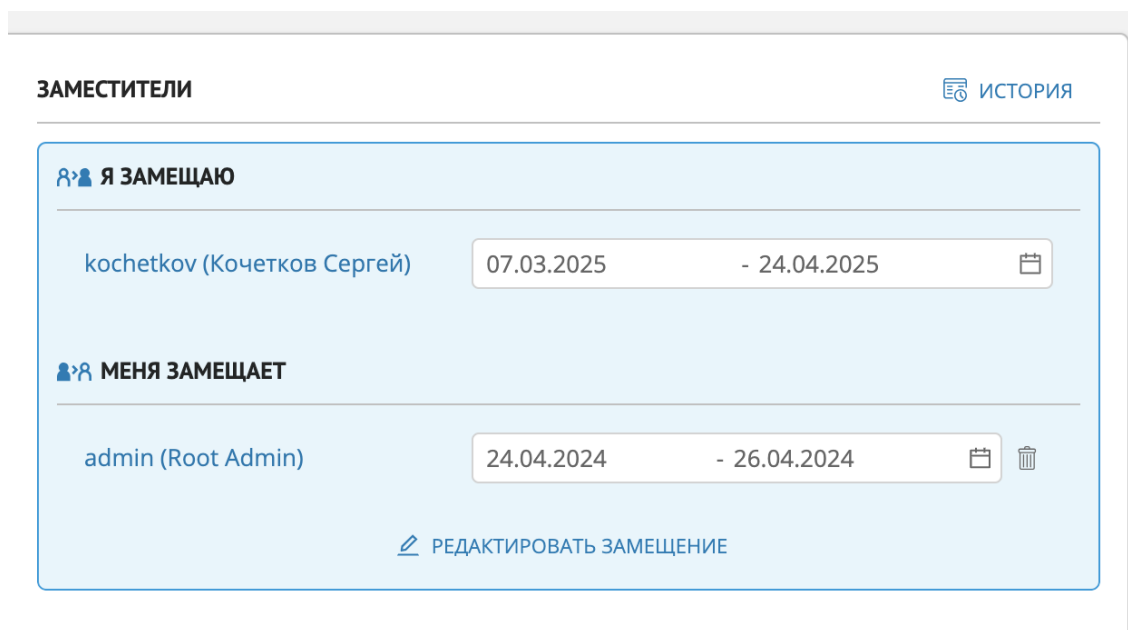 ЗАМЕСТИТЕЛИ ИСТОРИЯ
Я ЗАМЕЩАЮ
kochetkov (Кочетков Сергей) 07.03.2025 - 24.04.2025
МЕНЯ ЗАМЕЩАЕТ
admin (Root Admin) 24.04.2024 - 26.04.2024
РЕДАКТИРОВАТЬ ЗАМЕЩЕНИЕ